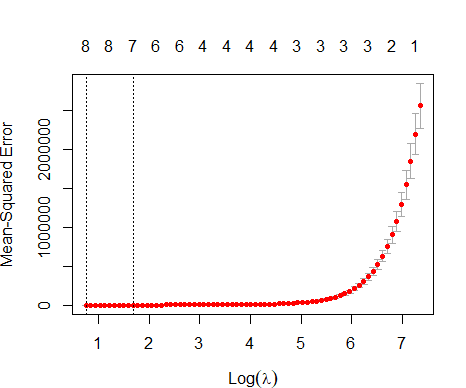 8 8 7 6 6 4 4 4 4 3 3 3 3 2 1
Mean-Squared Error
2000000
1000000
0
1 2 3 4 5 6 7
Log(λ)